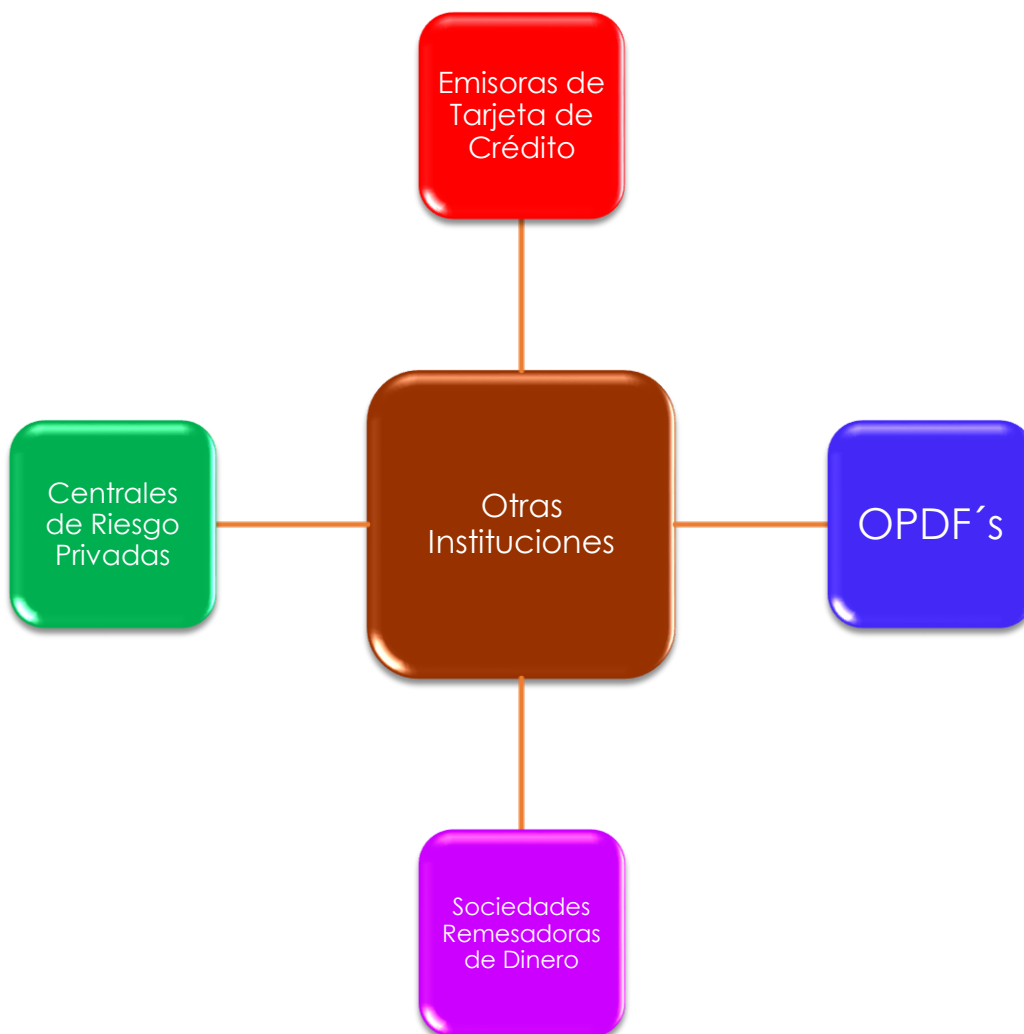 Emisoras de
Tarjeta de
Crédito
Centrales
de Riesgo
Privadas
Otras
Instituciones
OPDF´s
Sociedades
Remesadoras
de Dinero